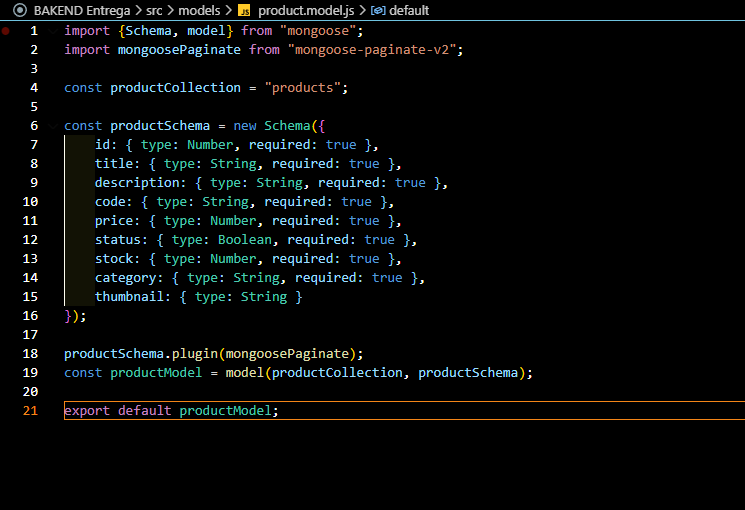 BAKEND Entrega > src > models > JS product.model.js > default
1 import {Schema, model} from "mongoose";
2 import mongoosePaginate from "mongoose-paginate-v2";
3
4 const productCollection = "products";
5
6 const productSchema = new Schema({
7     id: { type: Number, required: true },
8     title: { type: String, required: true },
9     description: { type: String, required: true },
10     code: { type: String, required: true },
11     price: { type: Number, required: true },
12     status: { type: Boolean, required: true },
13     stock: { type: Number, required: true },
14     category: { type: String, required: true },
15     thumbnail: { type: String }
16 });
17
18 productSchema.plugin(mongoosePaginate);
19 const productModel = model(productCollection, productSchema);
20
21 export default productModel;